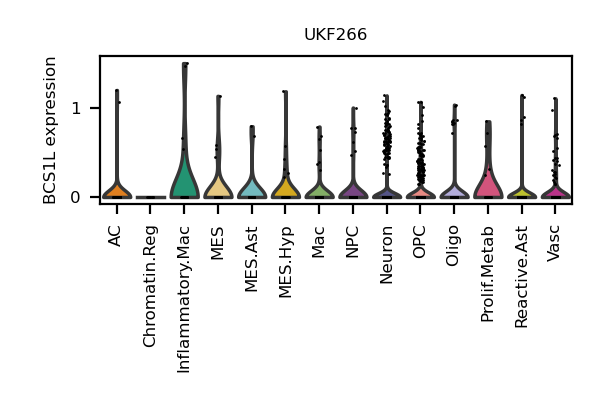 UKF266
BCS1L expression
1
0
AC
Chromatin.Reg
Inflammatory.Mac
MES
MES.Ast
MES.Hyp
Mac
NPC
Neuron
OPC
Oligo
Prolif.Metab
Reactive.Ast
Vasc